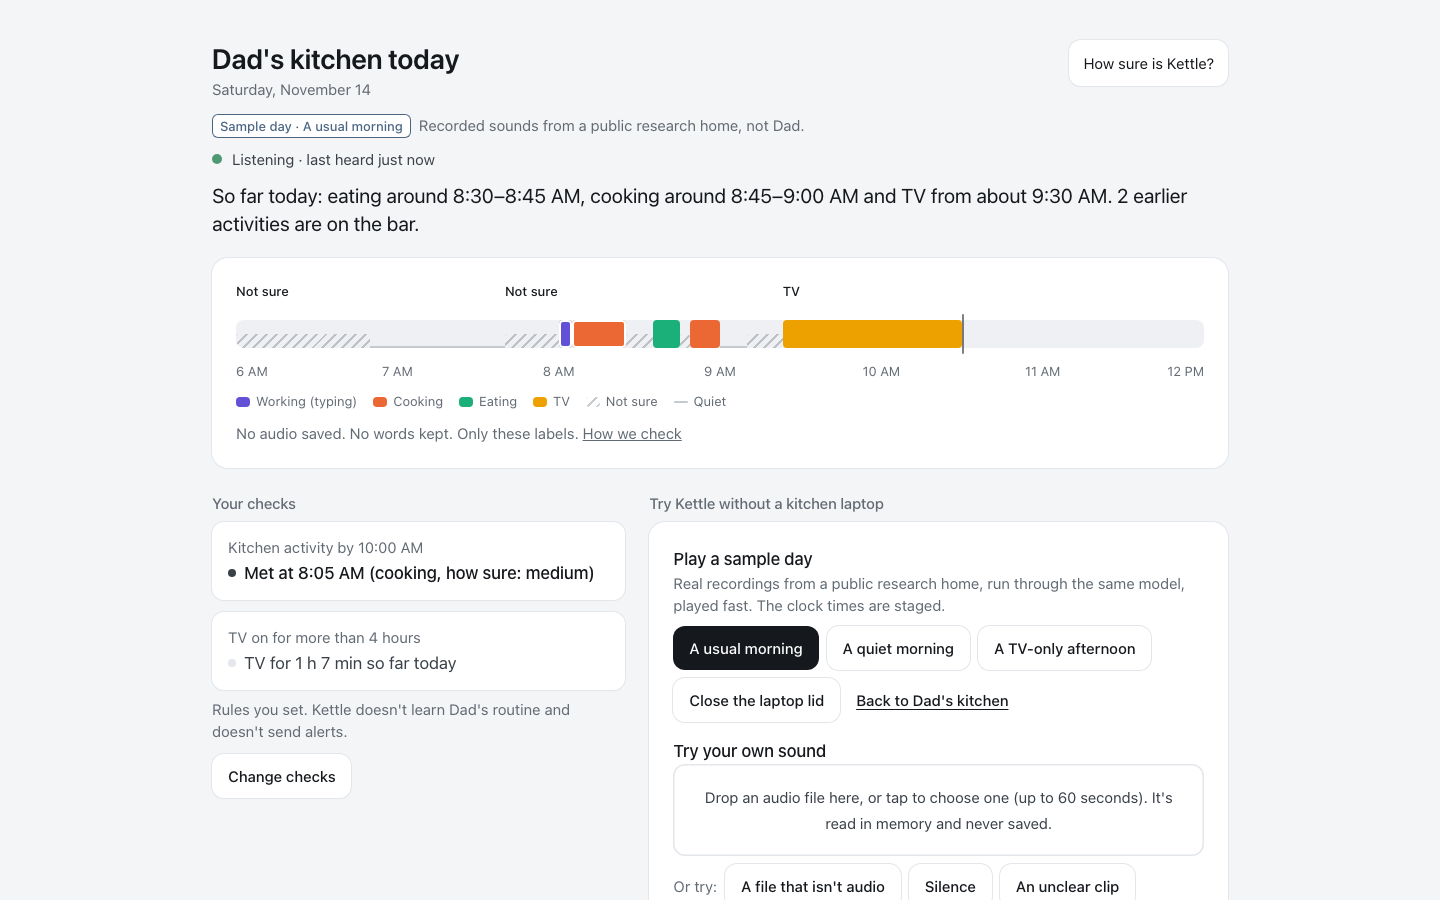 Dad's kitchen today
How sure is Kettle?
Saturday, November 14
Sample day · A usual morning
Recorded sounds from a public research home, not Dad.
Listening · last heard just now
So far today: eating around 8:30–8:45 AM, cooking around 8:45–9:00 AM and TV from about 9:30 AM. 2 earlier
activities are on the bar.
Not sure
Not sure
TV
6 AM
7 AM
8 AM
9 AM
10 AM
11 AM
12 PM
Working (typing)
Cooking
Eating
TV
Not sure
Quiet
No audio saved. No words kept. Only these labels. How we check
Your checks
Kitchen activity by 10:00 AM
Met at 8:05 AM (cooking, how sure: medium)
TV on for more than 4 hours
TV for 1 h 7 min so far today
Rules you set. Kettle doesn't learn Dad's routine and
doesn't send alerts.
Change checks
Try Kettle without a kitchen laptop
Play a sample day
Real recordings from a public research home, run through the same model,
played fast. The clock times are staged.
A usual morning
A quiet morning
A TV-only afternoon
Close the laptop lid
Back to Dad's kitchen
Try your own sound
Drop an audio file here, or tap to choose one (up to 60 seconds). It's
read in memory and never saved.
Or try:
A file that isn't audio
Silence
An unclear clip